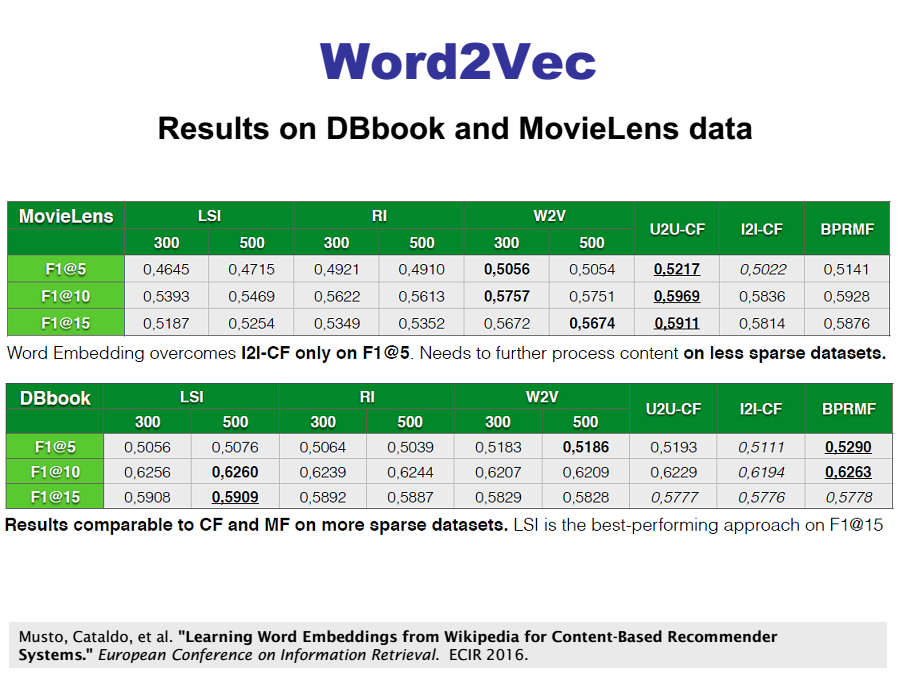 Word2Vec
Results on DBbook and MovieLens data
MovieLens LSI RI W2V U2U-CF I2I-CF BPRMF
300 500 300 500 300 500
F1@5 0,4645 0,4715 0,4921 0,4910 0,5056 0,5054 0,5217 0,5022 0,5141
F1@10 0,5393 0,5469 0,5622 0,5613 0,5757 0,5751 0,5969 0,5836 0,5928
F1@15 0,5187 0,5254 0,5349 0,5352 0,5672 0,5674 0,5911 0,5814 0,5876
Word Embedding overcomes I2I-CF only on F1@5. Needs to further process content on less sparse datasets.
DBbook LSI RI W2V U2U-CF I2I-CF BPRMF
300 500 300 500 300 500
F1@5 0,5056 0,5076 0,5064 0,5039 0,5183 0,5186 0,5193 0,5111 0,5290
F1@10 0,6256 0,6260 0,6239 0,6244 0,6207 0,6209 0,6229 0,6194 0,6263
F1@15 0,5908 0,5909 0,5892 0,5887 0,5829 0,5828 0,5777 0,5776 0,5778
Results comparable to CF and MF on more sparse datasets. LSI is the best-performing approach on F1@15
Musto, Cataldo, et al. "Learning Word Embeddings from Wikipedia for Content-Based Recommender
Systems." European Conference on Information Retrieval. ECIR 2016.